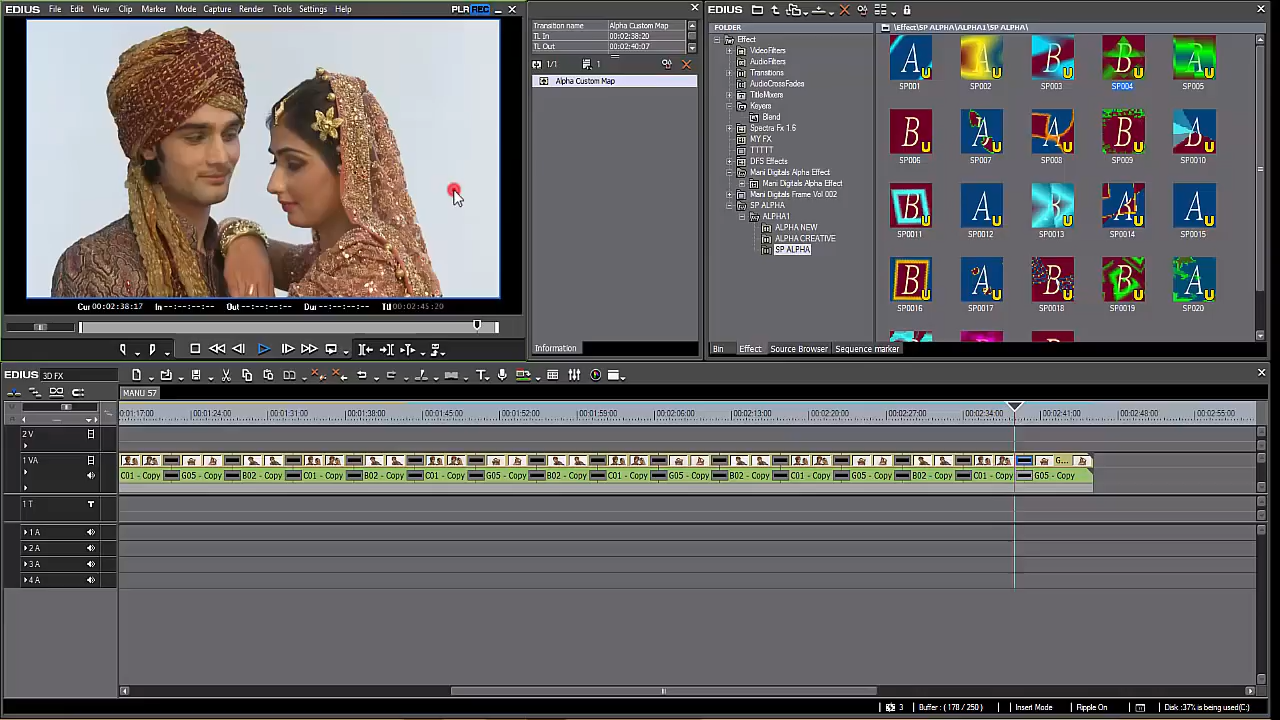 EDIUS File Edit View Clip Marker Mode Capture Render Tools Settings Help PLR REC
Cur 00:02:38:17 In --:--:--:-- Out --:--:--:-- Dur --:--:--:-- Ttl 00:02:45:20
Transition name Alpha Custom Map
TL In 00:02:38:20
TL Out 00:02:40:07
1/1 1
Alpha Custom Map
Information
EDIUS
FOLDER
Effect
VideoFilters
AudioFilters
Transitions
AudioCrossFades
TitleMixers
Keyers
Blend
Spectra Fx 1.6
MY FX
TTTTT
DFS Effects
Mani Digitals Alpha Effect
Mani Digitals Alpha Effect
Mani Digitals Frame Vol 002
SP ALPHA
ALPHA1
ALPHA NEW
ALPHA CREATIVE
SP ALPHA
\Effect\SP ALPHA\ALPHA1\SP ALPHA\
SP001 SP002 SP003 SP004 SP005
SP006 SP007 SP008 SP009 SP0010
SP0011 SP0012 SP0013 SP0014 SP0015
SP0016 SP0017 SP0018 SP0019 SP020
Bin Effect Source Browser Sequence marker
EDIUS 3D FX
MANU 57
00:01:17:00 00:01:24:00 00:01:31:00 00:01:38:00 00:01:45:00 00:01:52:00 00:01:59:00 00:02:06:00 00:02:13:00 00:02:20:00 00:02:27:00 00:02:34:00 00:02:41:00 00:02:48:00 00:02:55:00
2 V
1 VA G...
C01 - Copy G05 - Copy B02 - Copy C01 - Copy B02 - Copy C01 - Copy G05 - Copy B02 - Copy C01 - Copy G05 - Copy B02 - Copy C01 - Copy G05 - Copy B02 - Copy C01 - Copy G05 - Copy
1 T T
1 A
2 A
3 A
4 A
3 Buffer : (178 / 250) Insert Mode Ripple On Disk :37% is being used(C:)